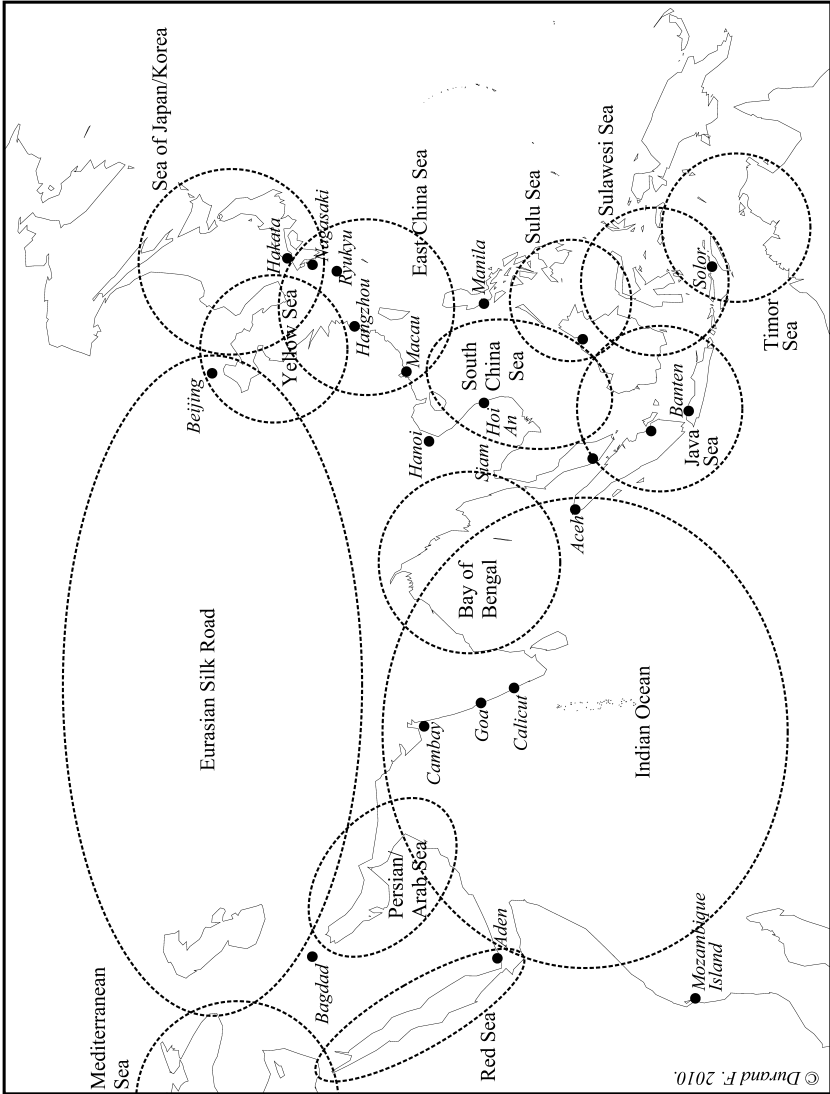 Mediterranean
Sea
Eurasian Silk Road
Sea of Japan/Korea
Beijing
Yellow Sea
Hakata
Nagasaki
Ryukyu
Hangzhou
East China Sea
Macau
Bagdad
Persian/
Arab Sea
Red Sea
Aden
Cambay
Goa
Calicut
Bay of
Bengal
Hanoi
Siam
Hoi
An
South
China
Sea
Manila
Sulu Sea
Sulawesi Sea
Aceh
Indian Ocean
Java
Sea
Banten
Solor
Timor
Sea
Mozambique
Island
© Durand F. 2010.